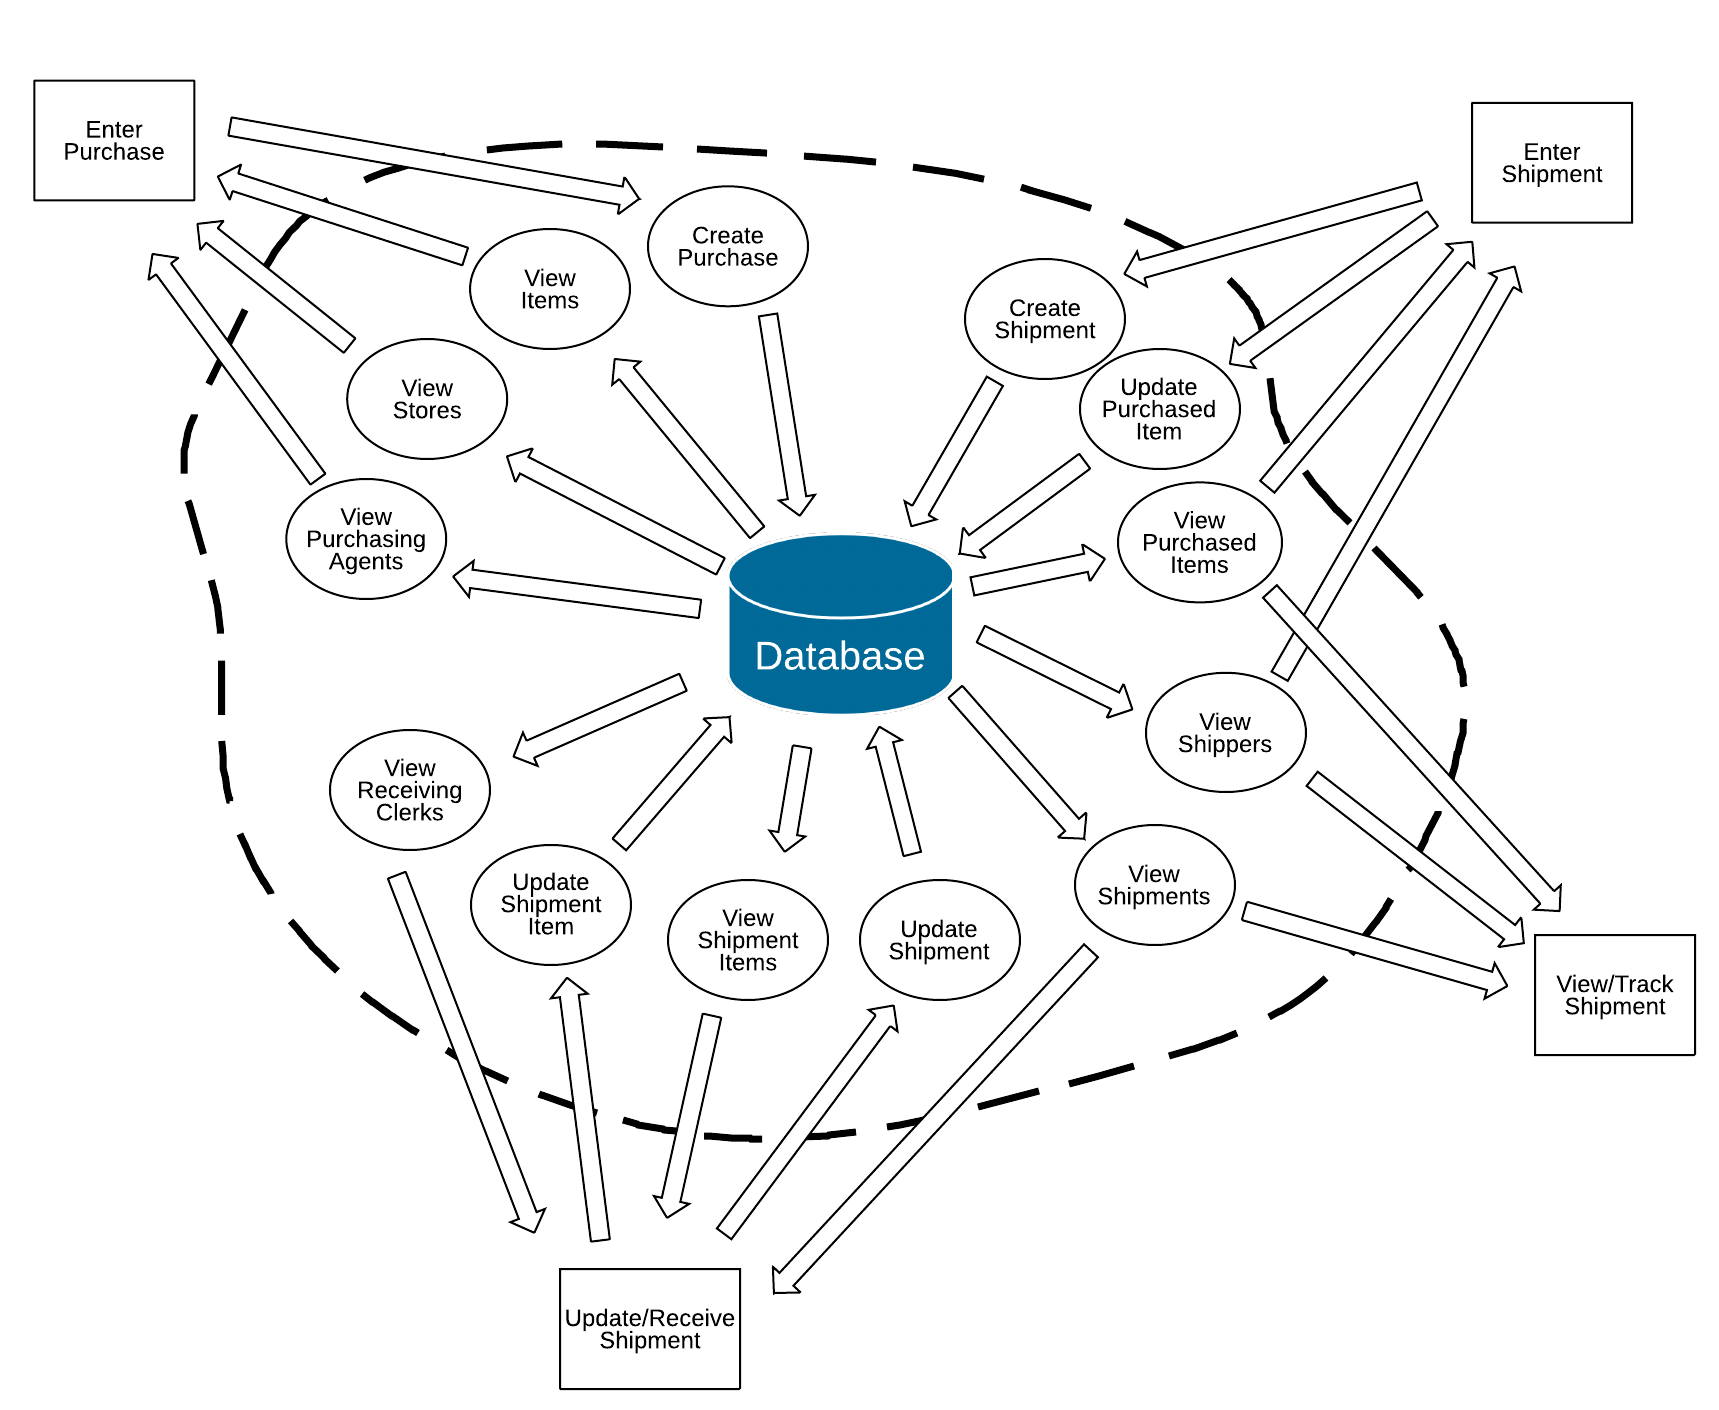 Enter
Purchase
Enter
Shipment
Create
Purchase
View
Items
Create
Shipment
View
Stores
Update
Purchased
Item
View
Purchasing
Agents
View
Purchased
Items
Database
View
Shippers
View
Receiving
Clerks
View
Shipments
Update
Shipment
Item
View
Shipment
Items
Update
Shipment
View/Track
Shipment
Update/Receive
Shipment